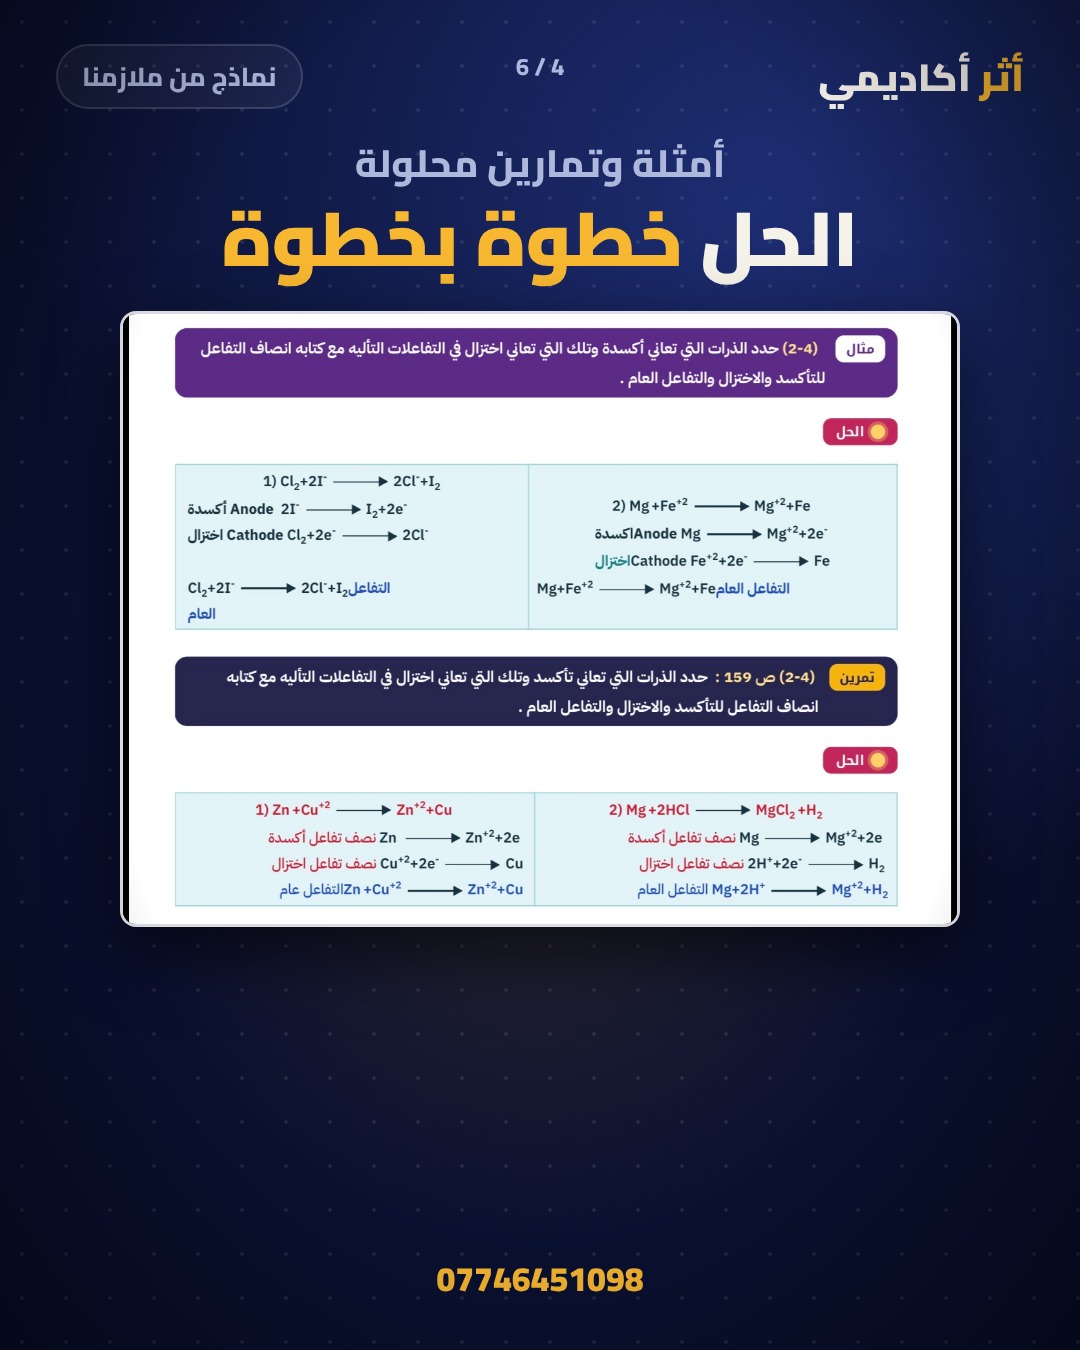 أثر أكاديمي
6 / 4
نماذج من ملازمنا
أمثلة وتمارين محلولة
الحل خطوة بخطوة
مثال (2-4) حدد الذرات التي تعاني أكسدة وتلك التي تعاني اختزال في التفاعلات التأليه مع كتابه انصاف التفاعل
للتأكسد والاختزال والتفاعل العام .
الحل
1) Cl₂+2I⁻ ⟶ 2Cl⁻+I₂
أكسدة Anode 2I⁻ ⟶ I₂+2e⁻
اختزال Cathode Cl₂+2e⁻ ⟶ 2Cl⁻
Cl₂+2I⁻ ⟶ 2Cl⁻+I₂التفاعل
العام
2) Mg +Fe⁺² ⟶ Mg⁺²+Fe
اكسدةAnode Mg ⟶ Mg⁺²+2e⁻
اختزالCathode Fe⁺²+2e⁻ ⟶ Fe
Mg+Fe⁺² ⟶ Mg⁺²+Feالتفاعل العام
تمرين (2-4) ص 159 : حدد الذرات التي تعاني تأكسد وتلك التي تعاني اختزال في التفاعلات التأليه مع كتابه
انصاف التفاعل للتأكسد والاختزال والتفاعل العام .
الحل
1) Zn +Cu⁺² ⟶ Zn⁺²+Cu
نصف تفاعل أكسدة Zn ⟶ Zn⁺²+2e
نصف تفاعل اختزال Cu⁺²+2e⁻ ⟶ Cu
التفاعل عامZn +Cu⁺² ⟶ Zn⁺²+Cu
2) Mg +2HCl ⟶ MgCl₂ +H₂
نصف تفاعل أكسدة Mg ⟶ Mg⁺²+2e
نصف تفاعل اختزال 2H⁺+2e⁻ ⟶ H₂
التفاعل العام Mg+2H⁺ ⟶ Mg⁺²+H₂
07746451098